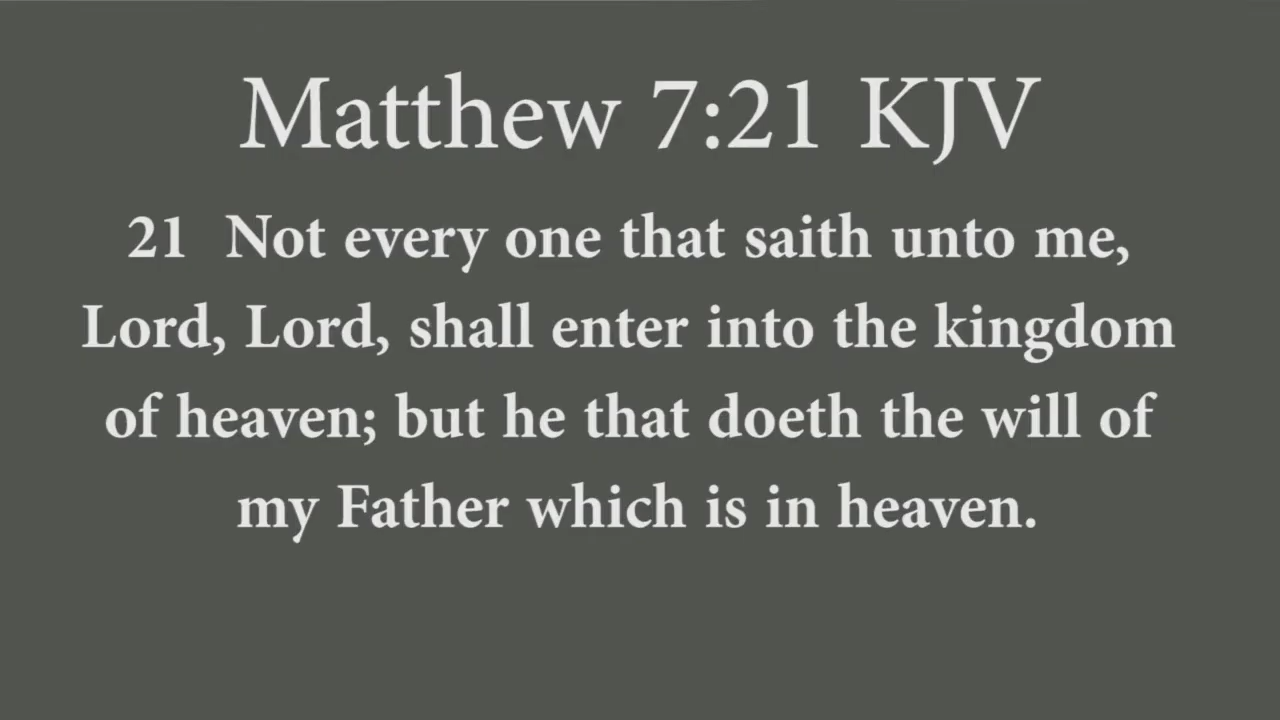 Matthew 7:21 KJV
21 Not every one that saith unto me,
Lord, Lord, shall enter into the kingdom
of heaven; but he that doeth the will of
my Father which is in heaven.